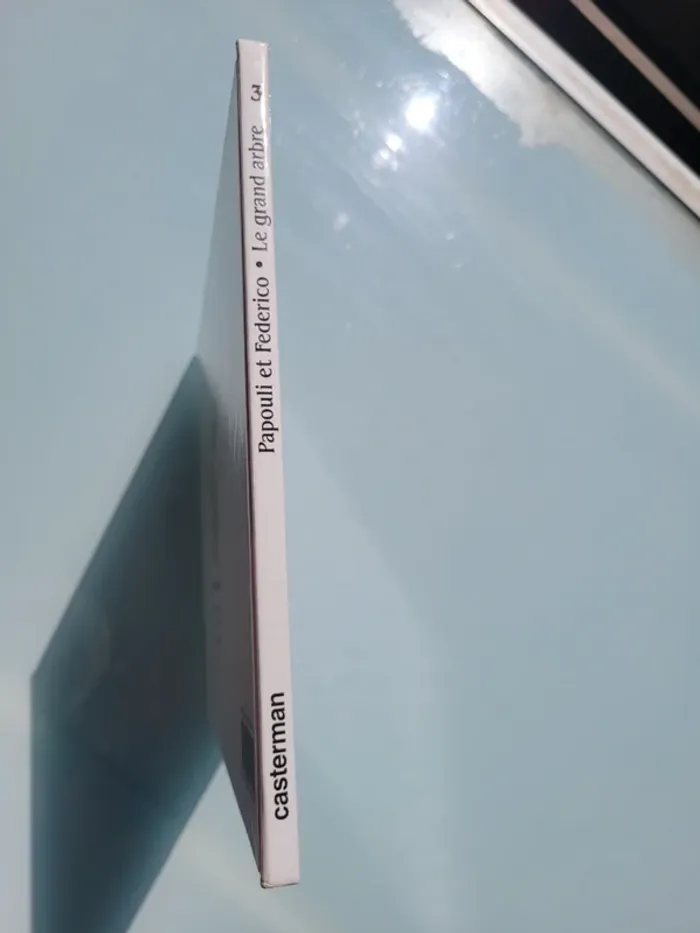 casterman
Papouli et Federico • Le grand arbre 3